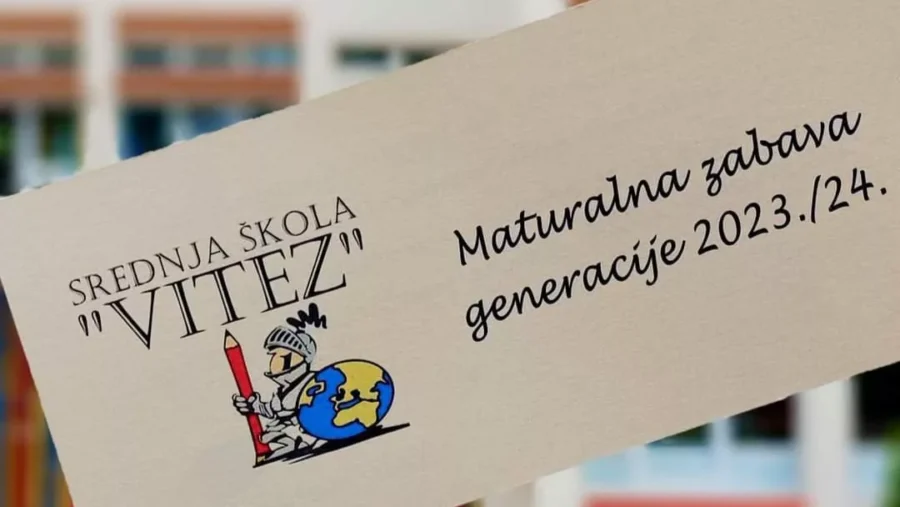 SREDNJA ŠKOLA
"VITEZ"
Maturalna zabava
generacije 2023./24.